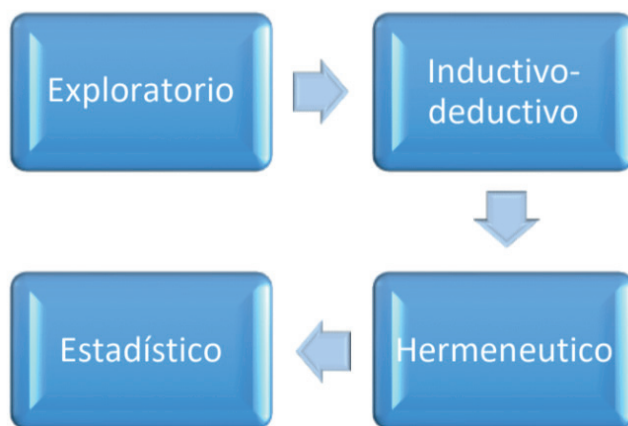 Exploratorio
Inductivo-
deductivo
Hermeneutico
Estadístico